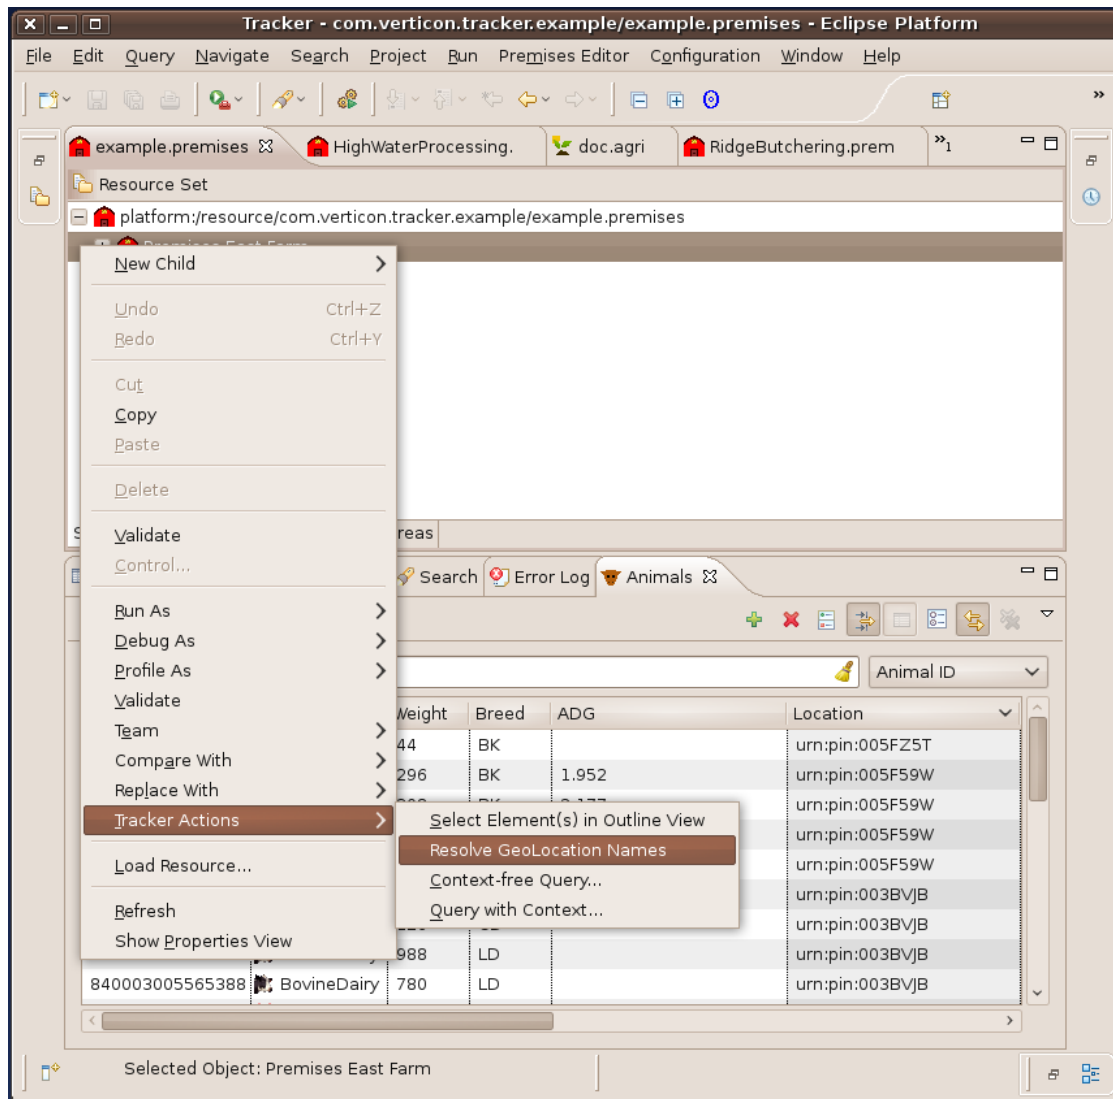 Tracker - com.verticon.tracker.example/example.premises - Eclipse Platform
File Edit Query Navigate Search Project Run Premises Editor Configuration Window Help
example.premises HighWaterProcessing. doc.agri RidgeButchering.prem »1
Resource Set
platform:/resource/com.verticon.tracker.example/example.premises
Premises East Farm
New Child
Undo Ctrl+Z
Redo Ctrl+Y
Cut
Copy
Paste
Delete
Validate
reas
Control...
Search Error Log Animals
Run As
Debug As
Profile As
Animal ID
Validate
Weight Breed ADG Location
Team
44 BK urn:pin:005FZ5T
Compare With
296 BK 1.952 urn:pin:005F59W
Replace With
urn:pin:005F59W
Tracker Actions
Select Element(s) in Outline View
urn:pin:005F59W
Resolve GeoLocation Names
urn:pin:005F59W
Load Resource...
Context-free Query...
urn:pin:003BVJB
Refresh
Query with Context...
urn:pin:003BVJB
Show Properties View
988 LD urn:pin:003BVJB
840003005565388 BovineDairy 780 LD urn:pin:003BVJB
Selected Object: Premises East Farm